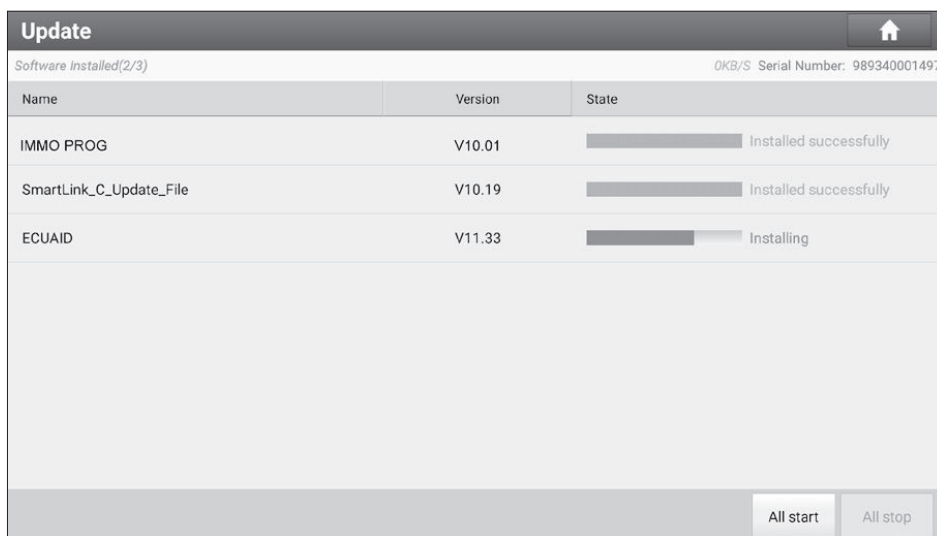 Update
Software Installed(2/3) 0KB/S Serial Number: 989340001497
Name Version State
IMMO PROG V10.01 Installed successfully
SmartLink_C_Update_File V10.19 Installed successfully
ECUAID V11.33 Installing
All start All stop